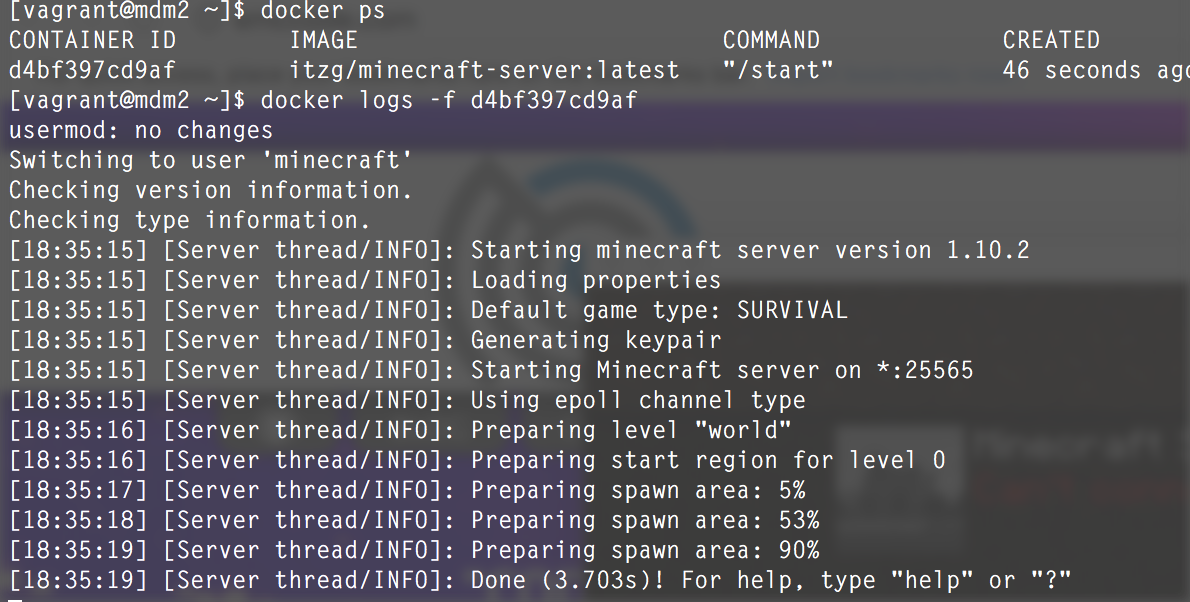 [vagrant@mdm2 ~]$ docker ps
CONTAINER ID IMAGE COMMAND CREATED
d4bf397cd9af itzg/minecraft-server:latest "/start" 46 seconds ago
[vagrant@mdm2 ~]$ docker logs -f d4bf397cd9af
usermod: no changes
Switching to user 'minecraft'
Checking version information.
Checking type information.
[18:35:15] [Server thread/INFO]: Starting minecraft server version 1.10.2
[18:35:15] [Server thread/INFO]: Loading properties
[18:35:15] [Server thread/INFO]: Default game type: SURVIVAL
[18:35:15] [Server thread/INFO]: Generating keypair
[18:35:15] [Server thread/INFO]: Starting Minecraft server on *:25565
[18:35:15] [Server thread/INFO]: Using epoll channel type
[18:35:16] [Server thread/INFO]: Preparing level "world"
[18:35:16] [Server thread/INFO]: Preparing start region for level 0
[18:35:17] [Server thread/INFO]: Preparing spawn area: 5%
[18:35:18] [Server thread/INFO]: Preparing spawn area: 53%
[18:35:19] [Server thread/INFO]: Preparing spawn area: 90%
[18:35:19] [Server thread/INFO]: Done (3.703s)! For help, type "help" or "?"
Minecraft